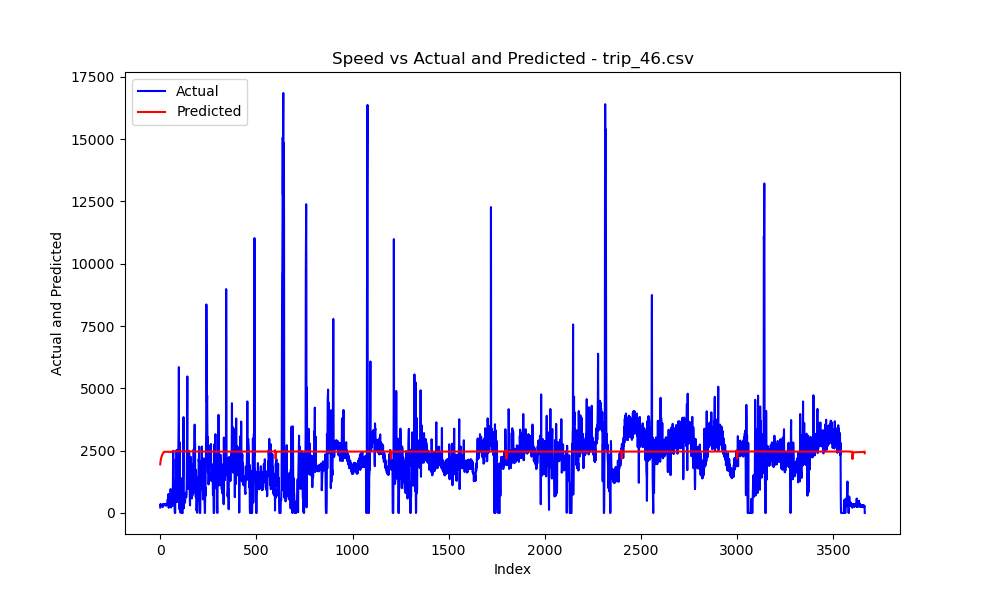 Speed vs Actual and Predicted - trip_46.csv
Actual
Predicted
17500
15000
12500
10000
7500
5000
2500
0
Actual and Predicted
0 500 1000 1500 2000 2500 3000 3500
Index